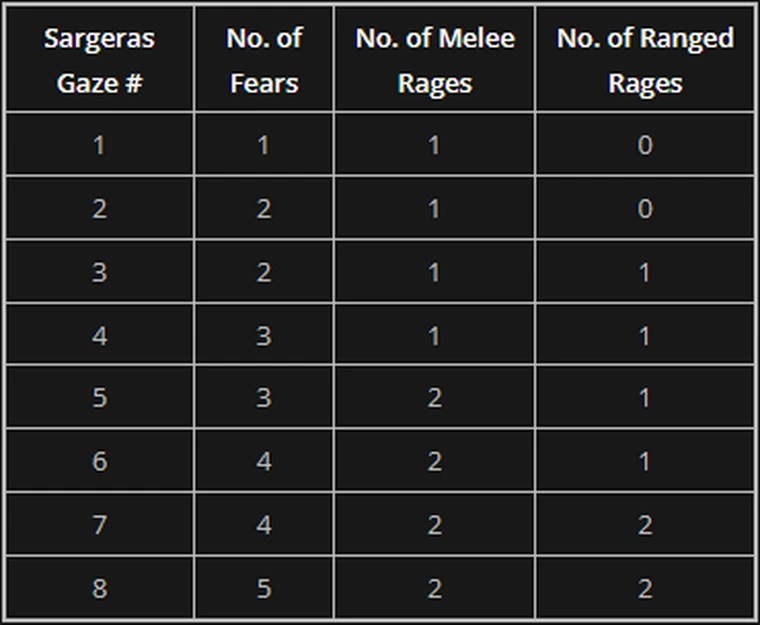 Sargeras No. of No. of Melee No. of Ranged
Gaze # Fears Rages Rages
1 1 1 0
2 2 1 0
3 2 1 1
4 3 1 1
5 3 2 1
6 4 2 1
7 4 2 2
8 5 2 2